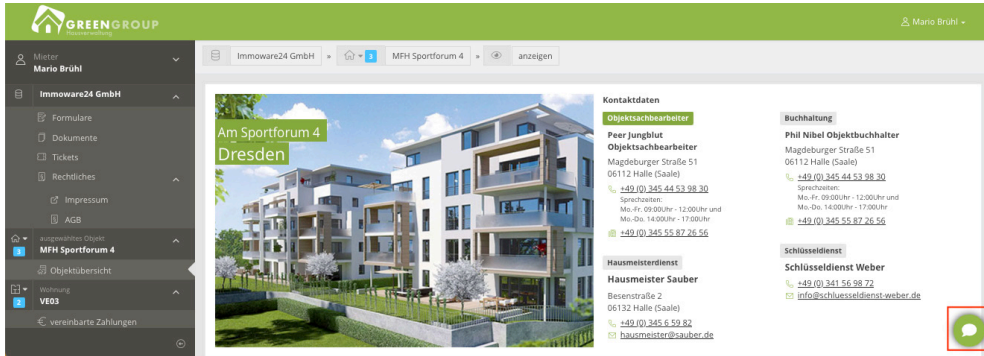 GREENGROUP
Hausverwaltung
Mario Brühl
Mieter
Mario Brühl
Immoware24 GmbH
Formulare
Dokumente
Tickets
Rechtliches
Impressum
AGB
ausgewähltes Objekt
MFH Sportforum 4
3
Objektübersicht
Wohnung
VE03
2
vereinbarte Zahlungen
Immoware24 GmbH » 3 MFH Sportforum 4 » anzeigen
Am Sportforum 4
Dresden
Kontaktdaten
Objektsachbearbeiter
Peer Jungblut
Objektsachbearbeiter
Magdeburger Straße 51
06112 Halle (Saale)
+49 (0) 345 44 53 98 30
Sprechzeiten:
Mo.-Fr. 09:00Uhr - 12:00Uhr und
Mo.-Do. 14:00Uhr - 17:00Uhr
+49 (0) 345 55 87 26 56
Hausmeisterdienst
Hausmeister Sauber
Besenstraße 2
06132 Halle (Saale)
+49 (0) 345 6 59 82
hausmeister@sauber.de
Buchhaltung
Phil Nibel Objektbuchhalter
Magdeburger Straße 51
06112 Halle (Saale)
+49 (0) 345 44 53 98 30
Sprechzeiten:
Mo.-Fr. 09:00Uhr - 12:00Uhr und
Mo.-Do. 14:00Uhr - 17:00Uhr
+49 (0) 345 55 87 26 56
Schlüsseldienst
Schlüsseldienst Weber
+49 (0) 341 56 98 72
info@schluesseldienst-weber.de